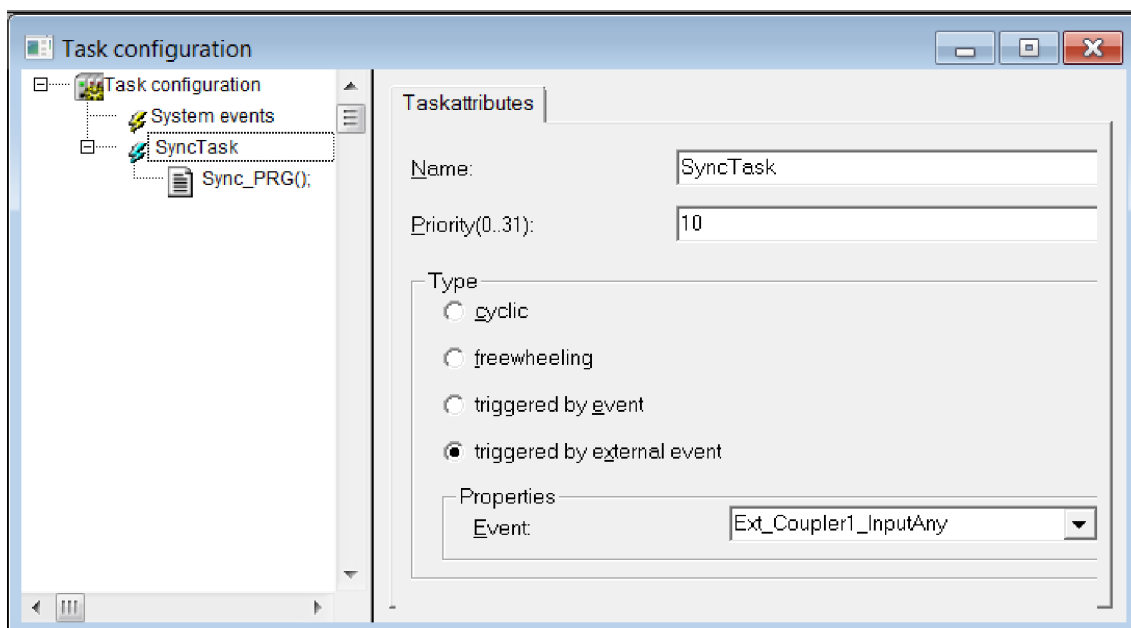 Task configuration
Task configuration
System events
SyncTask
Sync_PRG();
Taskattributes
Name:
SyncTask
Priority(0..31):
10
Type
cyclic
freewheeling
triggered by event
triggered by external event
Properties
Event:
Ext_Coupler1_InputAny